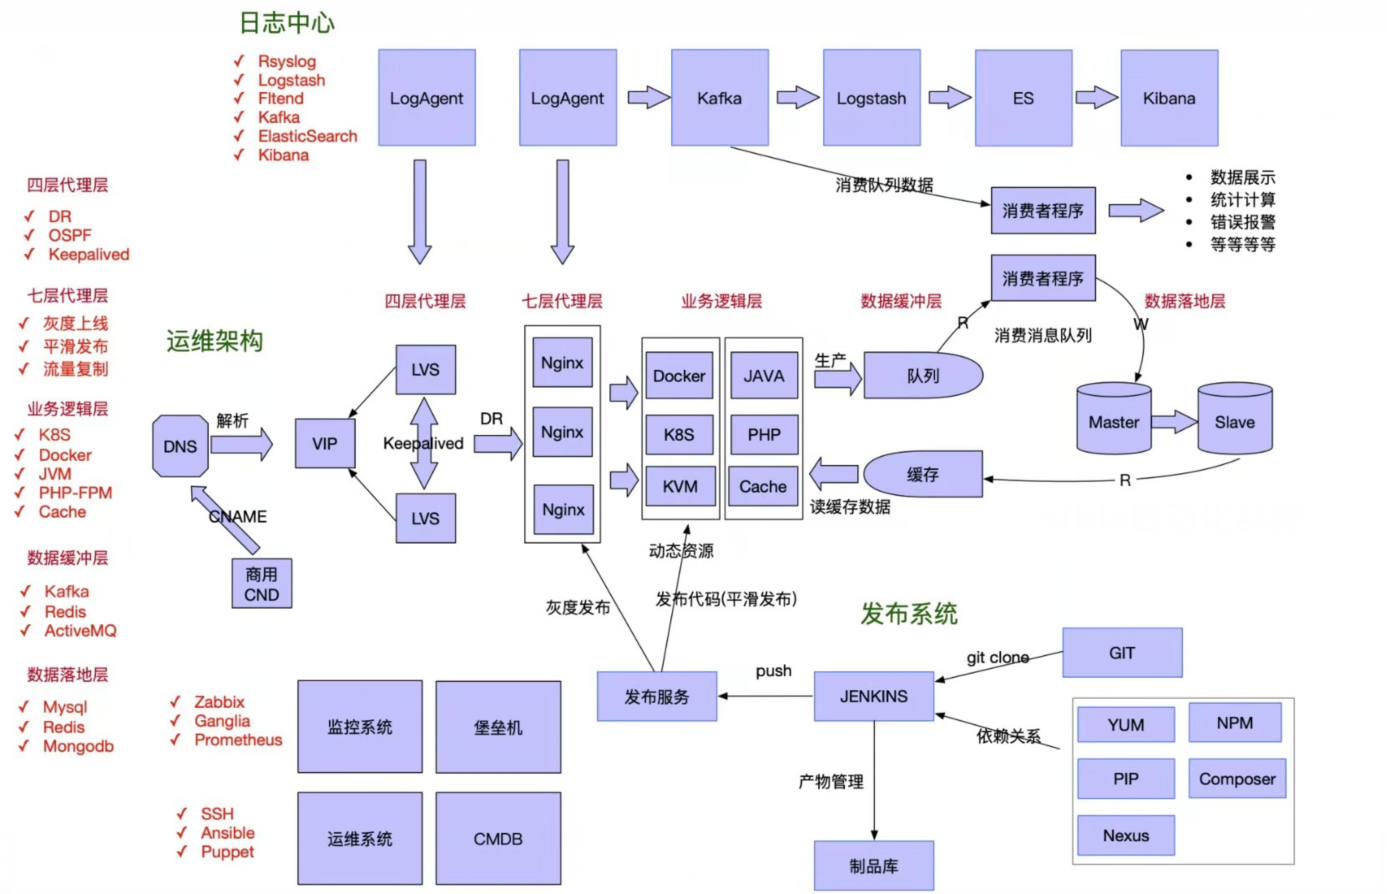 日志中心
✓ Rsyslog
✓ Logstash
✓ Fltend
✓ Kafka
✓ ElasticSearch
✓ Kibana
LogAgent
LogAgent
Kafka
Logstash
ES
Kibana
消费队列数据
消费者程序
• 数据展示
• 统计计算
• 错误报警
• 等等等等
四层代理层
✓ DR
✓ OSPF
✓ Keepalived
七层代理层
✓ 灰度上线
✓ 平滑发布
✓ 流量复制
业务逻辑层
✓ K8S
✓ Docker
✓ JVM
✓ PHP-FPM
✓ Cache
数据缓冲层
✓ Kafka
✓ Redis
✓ ActiveMQ
数据落地层
✓ Mysql
✓ Redis
✓ Mongodb
运维架构
四层代理层
七层代理层
业务逻辑层
数据缓冲层
数据落地层
DNS
解析
CNAME
商用
CND
VIP
LVS
Keepalived
LVS
DR
Nginx
Nginx
Nginx
Docker
K8S
KVM
JAVA
PHP
Cache
生产
队列
R
消费者程序
消费消息队列
W
Master
Slave
R
缓存
读缓存数据
动态资源
灰度发布
发布代码(平滑发布)
发布系统
发布服务
push
JENKINS
git clone
GIT
依赖关系
YUM
NPM
PIP
Composer
Nexus
产物管理
制品库
✓ Zabbix
✓ Ganglia
✓ Prometheus
监控系统
堡垒机
✓ SSH
✓ Ansible
✓ Puppet
运维系统
CMDB